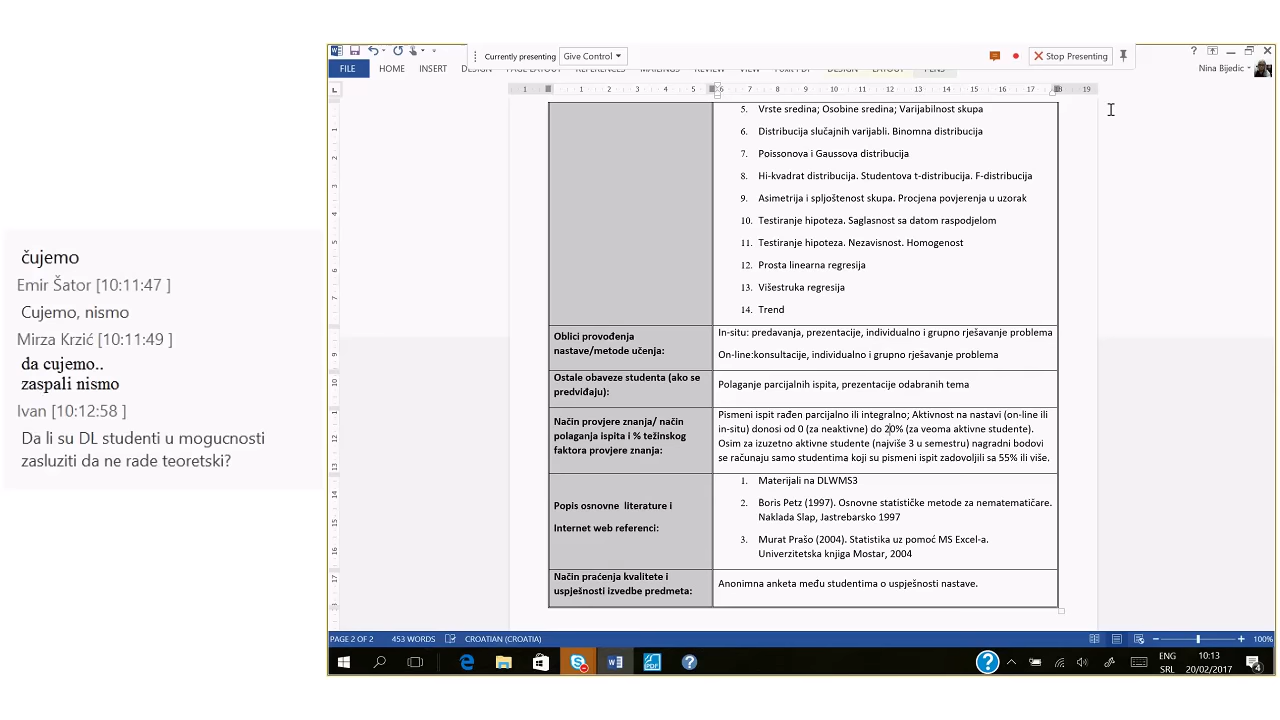 čujemo
Emir Šator [10:11:47 ]
Cujemo, nismo
Mirza Krzić [10:11:49 ]
da cujemo..
zaspali nismo
Ivan [10:12:58 ]
Da li su DL studenti u mogucnosti
zasluziti da ne rade teoretski?
Currently presenting Give Control
Stop Presenting
FILE HOME INSERT DESIGN PAGE LAYOUT REFERENCES MAILINGS REVIEW VIEW DESIGN LAYOUT PENS
Nina Bijedic
5. Vrste sredina; Osobine sredina; Varijabilnost skupa
6. Distribucija slučajnih varijabli. Binomna distribucija
7. Poissonova i Gaussova distribucija
8. Hi-kvadrat distribucija. Studentova t-distribucija. F-distribucija
9. Asimetrija i spljoštenost skupa. Procjena povjerenja u uzorak
10. Testiranje hipoteza. Saglasnost sa datom raspodjelom
11. Testiranje hipoteza. Nezavisnost. Homogenost
12. Prosta linearna regresija
13. Višestruka regresija
14. Trend
Oblici provođenja
nastave/metode učenja:
In-situ: predavanja, prezentacije, individualno i grupno rješavanje problema
On-line:konsultacije, individualno i grupno rješavanje problema
Ostale obaveze studenta (ako se
predviđaju):
Polaganje parcijalnih ispita, prezentacije odabranih tema
Način provjere znanja/ način
polaganja ispita i % težinskog
faktora provjere znanja:
Pismeni ispit rađen parcijalno ili integralno; Aktivnost na nastavi (on-line ili
in-situ) donosi od 0 (za neaktivne) do 20% (za veoma aktivne studente).
Osim za izuzetno aktivne studente (najviše 3 u semestru) nagradni bodovi
se računaju samo studentima koji su pismeni ispit zadovoljili sa 55% ili više.
Popis osnovne literature i
Internet web referenci:
1. Materijali na DLWMS3
2. Boris Petz (1997). Osnovne statističke metode za nematematičare.
Naklada Slap, Jastrebarsko 1997
3. Murat Prašo (2004). Statistika uz pomoć MS Excel-a.
Univerzitetska knjiga Mostar, 2004
Način praćenja kvalitete i
uspješnosti izvedbe predmeta:
Anonimna anketa među studentima o uspješnosti nastave.
PAGE 2 OF 2 453 WORDS CROATIAN (CROATIA) 100%
ENG 10:13
SRL 20/02/2017 4